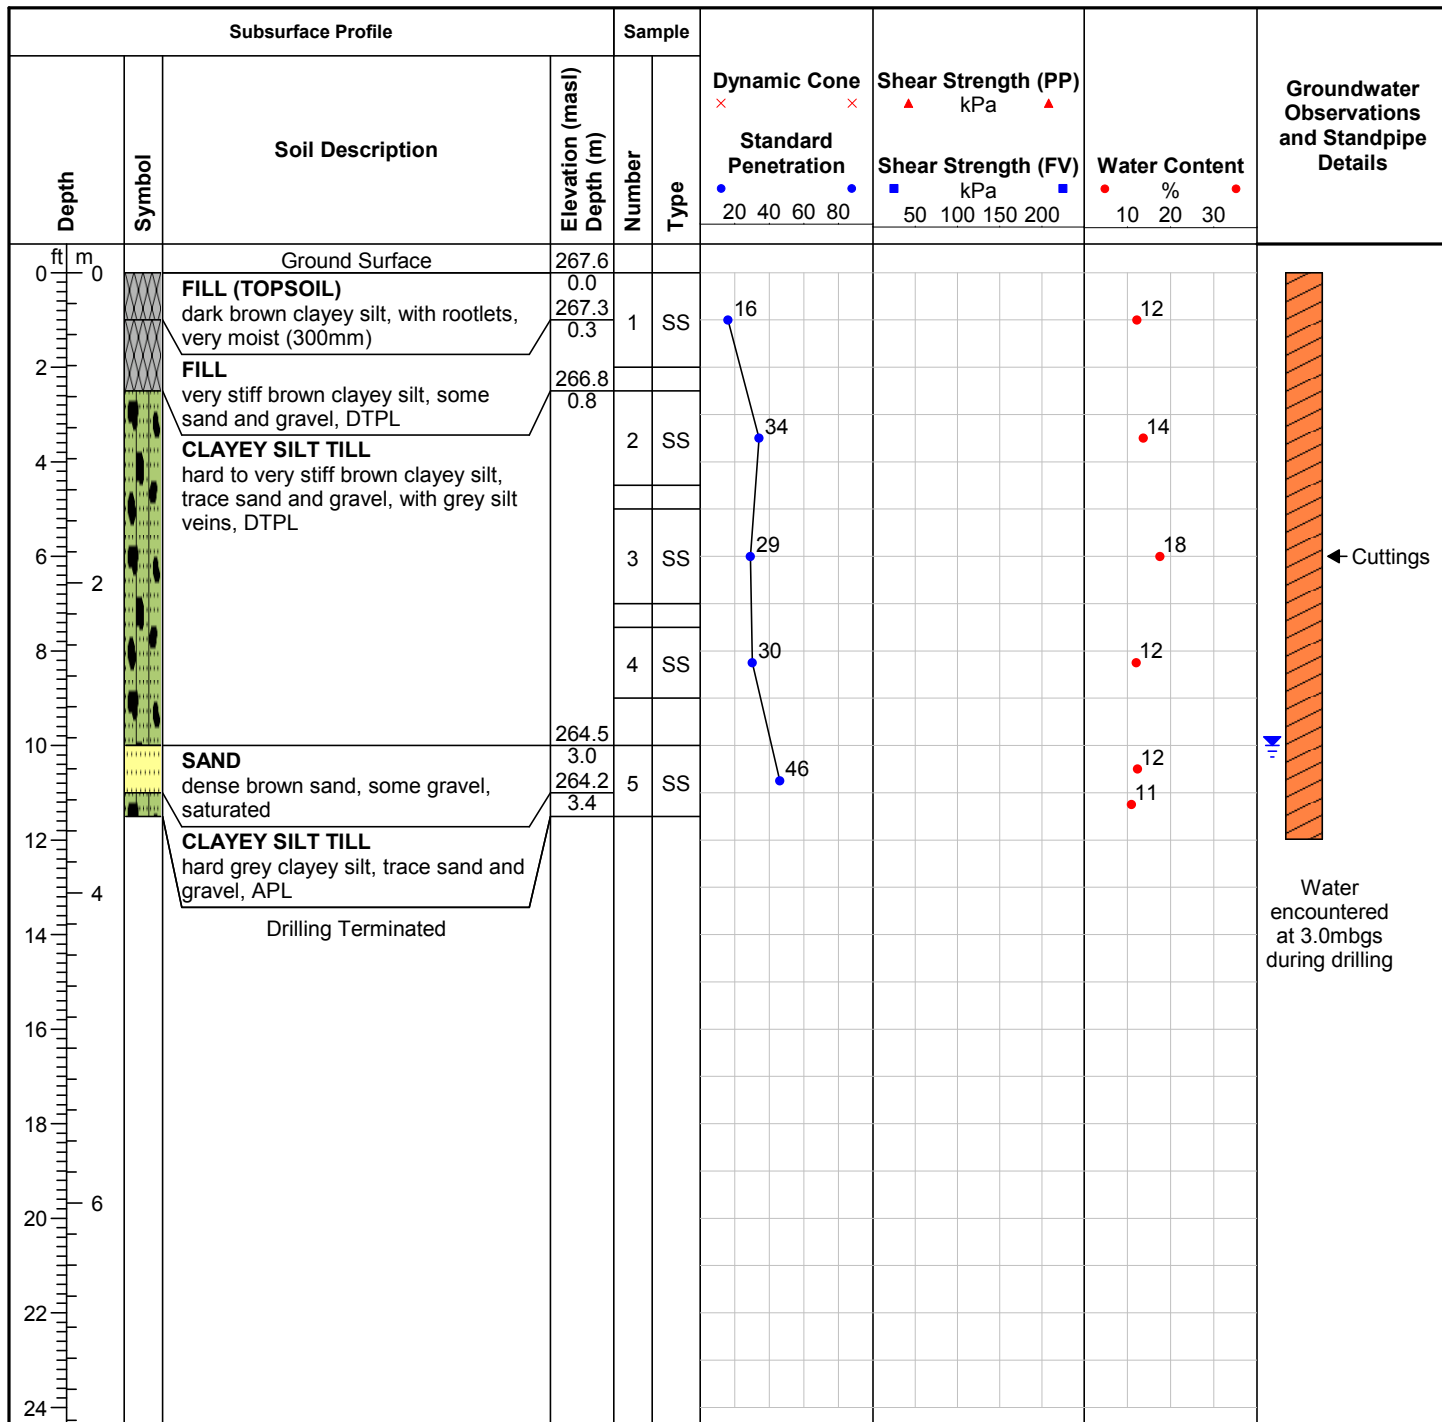 Subsurface Profile
Sample
Depth
Symbol
Soil Description
Elevation (masl)
Depth (m)
Number
Type
Dynamic Cone
Standard
Penetration
20 40 60 80
Shear Strength (PP)
kPa
Shear Strength (FV)
kPa
50 100 150 200
Water Content
%
10 20 30
Groundwater
Observations
and Standpipe
Details
ft m
0 0
2
4
6
2
8
10
12
4
14
16
18
6
20
22
24
Ground Surface
267.6
0.0
FILL (TOPSOIL)
dark brown clayey silt, with rootlets,
very moist (300mm)
267.3
0.3
FILL
very stiff brown clayey silt, some
sand and gravel, DTPL
266.8
0.8
CLAYEY SILT TILL
hard to very stiff brown clayey silt,
trace sand and gravel, with grey silt
veins, DTPL
264.5
3.0
SAND
dense brown sand, some gravel,
saturated
264.2
3.4
CLAYEY SILT TILL
hard grey clayey silt, trace sand and
gravel, APL
Drilling Terminated
1 SS
2 SS
3 SS
4 SS
5 SS
16
34
29
30
46
12
14
18
12
12
11
Cuttings
Water
encountered
at 3.0mbgs
during drilling